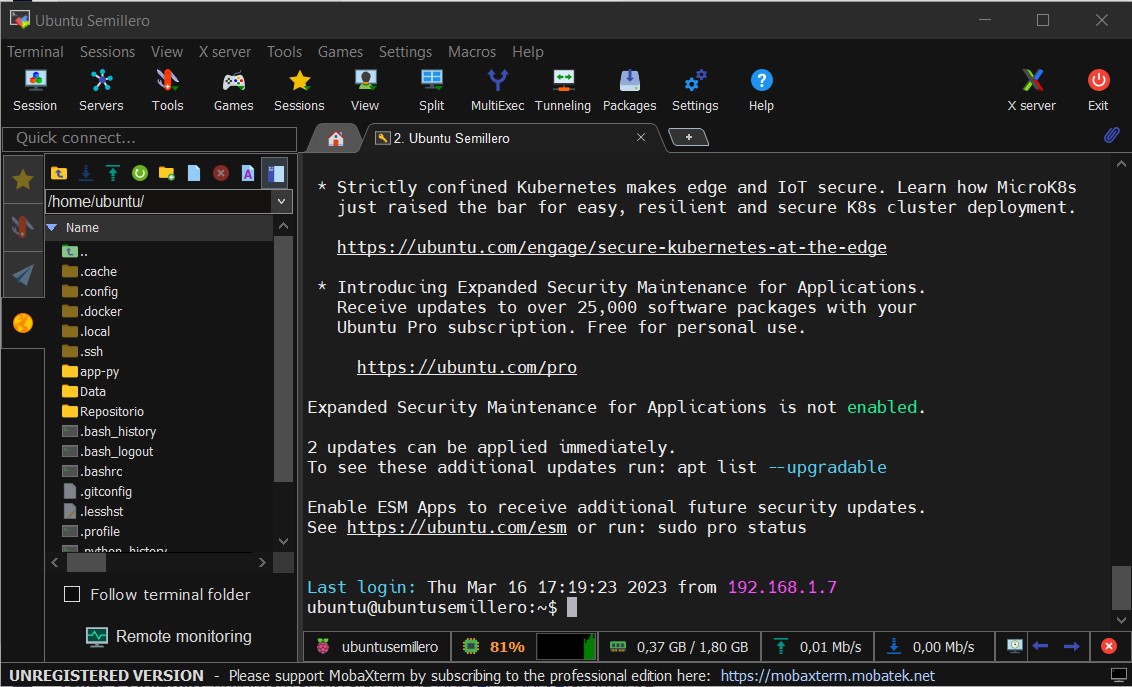 Ubuntu Semillero
Terminal Sessions View X server Tools Games Settings Macros Help
Session Servers Tools Games Sessions View Split MultiExec Tunneling Packages Settings Help X server Exit
Quick connect...
2. Ubuntu Semillero
/home/ubuntu/
Name
..
.cache
.config
.docker
.local
.ssh
app-py
Data
Repositorio
.bash_history
.bash_logout
.bashrc
.gitconfig
.lesshst
.profile
.python_history
Follow terminal folder
Remote monitoring
* Strictly confined Kubernetes makes edge and IoT secure. Learn how MicroK8s
just raised the bar for easy, resilient and secure K8s cluster deployment.
https://ubuntu.com/engage/secure-kubernetes-at-the-edge
* Introducing Expanded Security Maintenance for Applications.
Receive updates to over 25,000 software packages with your
Ubuntu Pro subscription. Free for personal use.
https://ubuntu.com/pro
Expanded Security Maintenance for Applications is not enabled.
2 updates can be applied immediately.
To see these additional updates run: apt list --upgradable
Enable ESM Apps to receive additional future security updates.
See https://ubuntu.com/esm or run: sudo pro status
Last login: Thu Mar 16 17:19:23 2023 from 192.168.1.7
ubuntu@ubuntusemillero:~$
ubuntusemillero 81% 0,37 GB / 1,80 GB 0,01 Mb/s 0,00 Mb/s
UNREGISTERED VERSION - Please support MobaXterm by subscribing to the professional edition here: https://mobaxterm.mobatek.net